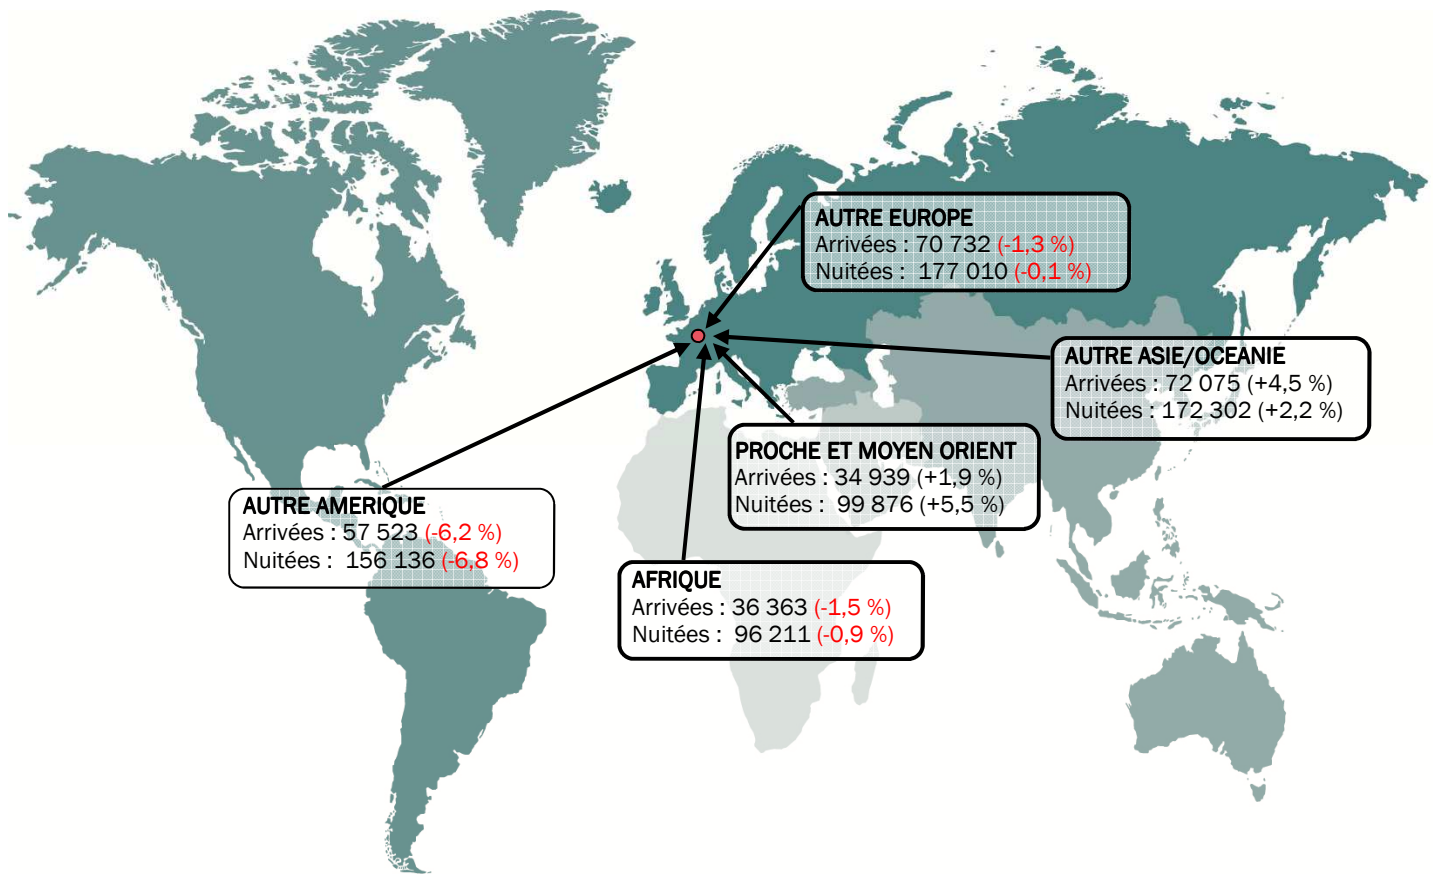 AUTRE EUROPE
Arrivées : 70 732 (-1,3 %)
Nuitées : 177 010 (-0,1 %)
AUTRE ASIE/OCEANIE
Arrivées : 72 075 (+4,5 %)
Nuitées : 172 302 (+2,2 %)
PROCHE ET MOYEN ORIENT
Arrivées : 34 939 (+1,9 %)
Nuitées : 99 876 (+5,5 %)
AUTRE AMERIQUE
Arrivées : 57 523 (-6,2 %)
Nuitées : 156 136 (-6,8 %)
AFRIQUE
Arrivées : 36 363 (-1,5 %)
Nuitées : 96 211 (-0,9 %)